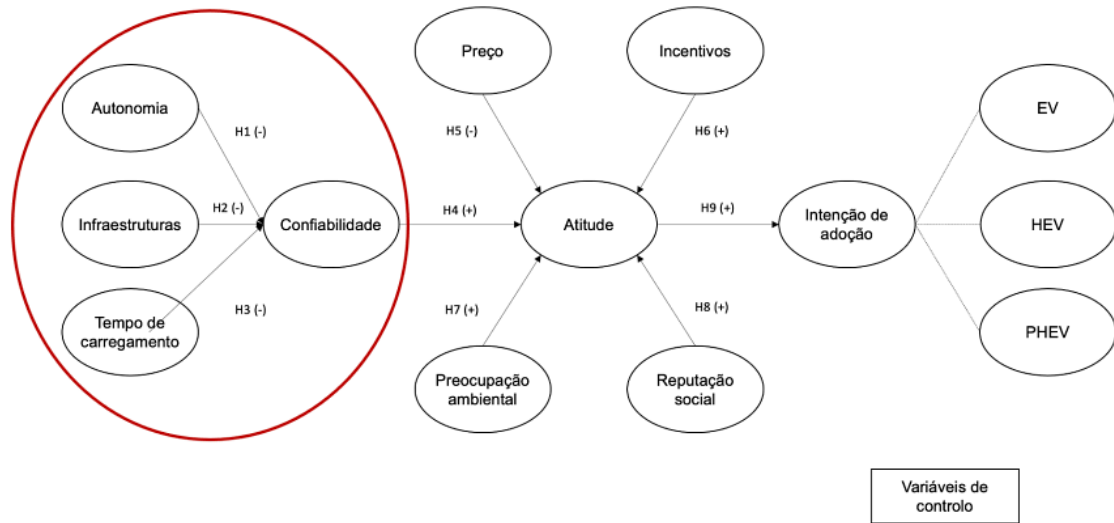 Preço
Incentivos
Autonomia
EV
H1 (-)
H5 (-)
H6 (+)
H2 (-)
Infraestruturas
Confiabilidade
H4 (+)
Atitude
H9 (+)
Intenção de
adoção
HEV
H3 (-)
H7 (+)
H8 (+)
Tempo de
carregamento
PHEV
Preocupação
ambiental
Reputação
social
Variáveis de
controlo